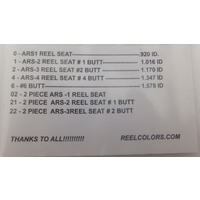 0 - ARS1 REEL SEAT---------------------.920 ID.
1 - ARS-2 REEL SEAT # 1 BUTT-----------1.016 ID
2 - ARS-3 REEL SEAT #2 BUTT------------1.170 ID
4 - ARS-4 REEL SEAT # 4 BUTT----------1.347 ID
6 - #6 BUTT----------------------------1.578 ID
02 - 2 PIECE ARS -1 REEL SEAT
21 - 2 PIECE ARS-2 REEL SEAT # 1 BUTT
22 - 2 PIECE ARS-3REEL SEAT # 2 BUTT
THANKS TO ALL!!!!!!!!!! REELCOLORS.COM